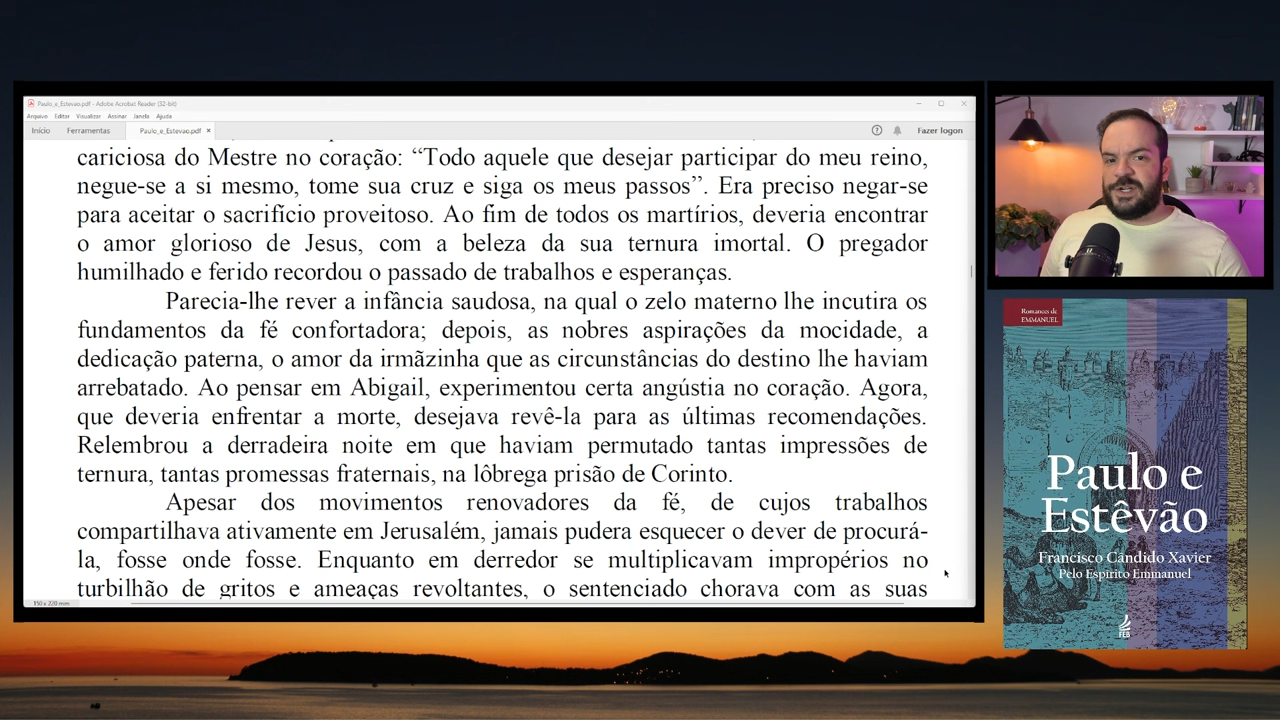 Paulo_e_Estevao.pdf - Adobe Acrobat Reader (32-bit)
Arquivo Editar Visualizar Assinar Janela Ajuda
Início Ferramentas Paulo_e_Estevao.pdf × Fazer logon
cariciosa do Mestre no coração: “Todo aquele que desejar participar do meu reino,
negue-se a si mesmo, tome sua cruz e siga os meus passos”. Era preciso negar-se
para aceitar o sacrifício proveitoso. Ao fim de todos os martírios, deveria encontrar
o amor glorioso de Jesus, com a beleza da sua ternura imortal. O pregador
humilhado e ferido recordou o passado de trabalhos e esperanças.
Parecia-lhe rever a infância saudosa, na qual o zelo materno lhe incutira os
fundamentos da fé confortadora; depois, as nobres aspirações da mocidade, a
dedicação paterna, o amor da irmãzinha que as circunstâncias do destino lhe haviam
arrebatado. Ao pensar em Abigail, experimentou certa angústia no coração. Agora,
que deveria enfrentar a morte, desejava revê-la para as últimas recomendações.
Relembrou a derradeira noite em que haviam permutado tantas impressões de
ternura, tantas promessas fraternais, na lôbrega prisão de Corinto.
Apesar dos movimentos renovadores da fé, de cujos trabalhos
compartilhava ativamente em Jerusalém, jamais pudera esquecer o dever de procurá-
la, fosse onde fosse. Enquanto em derredor se multiplicavam impropérios no
turbilhão de gritos e ameaças revoltantes, o sentenciado chorava com as suas
150 x 220 mm
Romances de
EMMANUEL
Paulo e
Estêvão
Francisco Cândido Xavier
Pelo Espírito Emmanuel
FEB